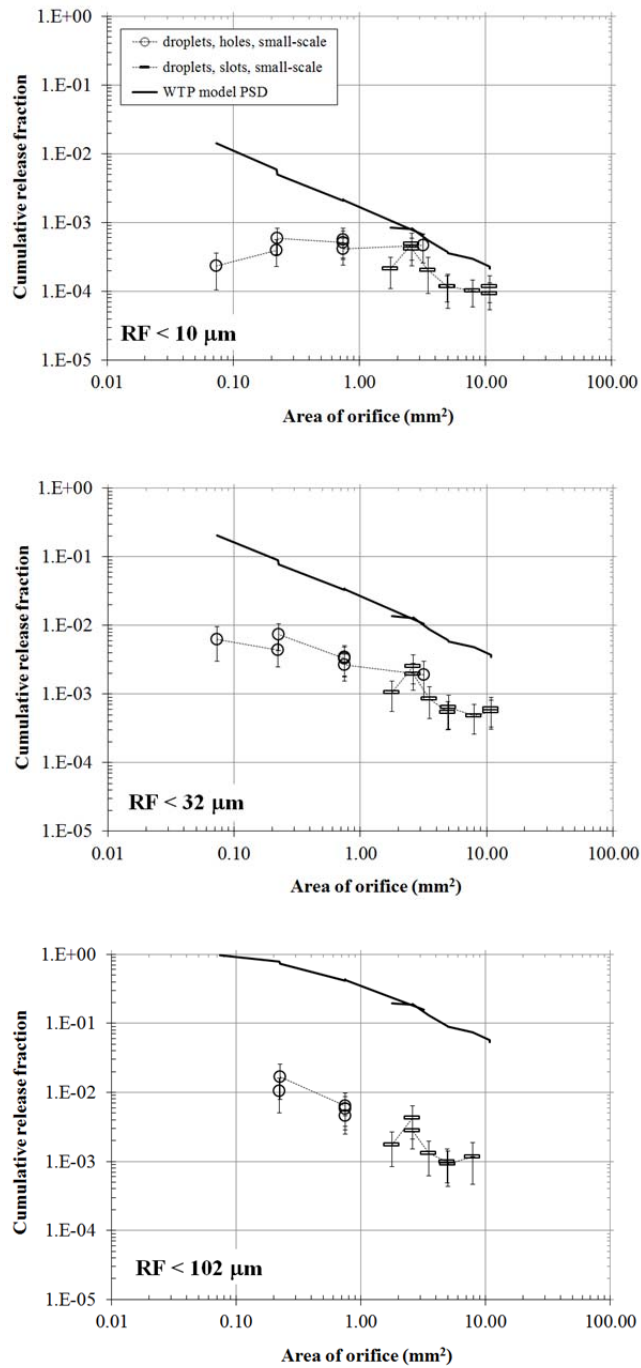 1.E+00
droplets, holes, small-scale
droplets, slots, small-scale
WTP model PSD
1.E-01
1.E-02
1.E-03
1.E-04
1.E-05
Cumulative release fraction
RF < 10 μm
0.01 0.10 1.00 10.00 100.00
Area of orifice (mm²)
1.E+00
1.E-01
1.E-02
1.E-03
1.E-04
1.E-05
Cumulative release fraction
RF < 32 μm
0.01 0.10 1.00 10.00 100.00
Area of orifice (mm²)
1.E+00
1.E-01
1.E-02
1.E-03
1.E-04
1.E-05
Cumulative release fraction
RF < 102 μm
0.01 0.10 1.00 10.00 100.00
Area of orifice (mm²)